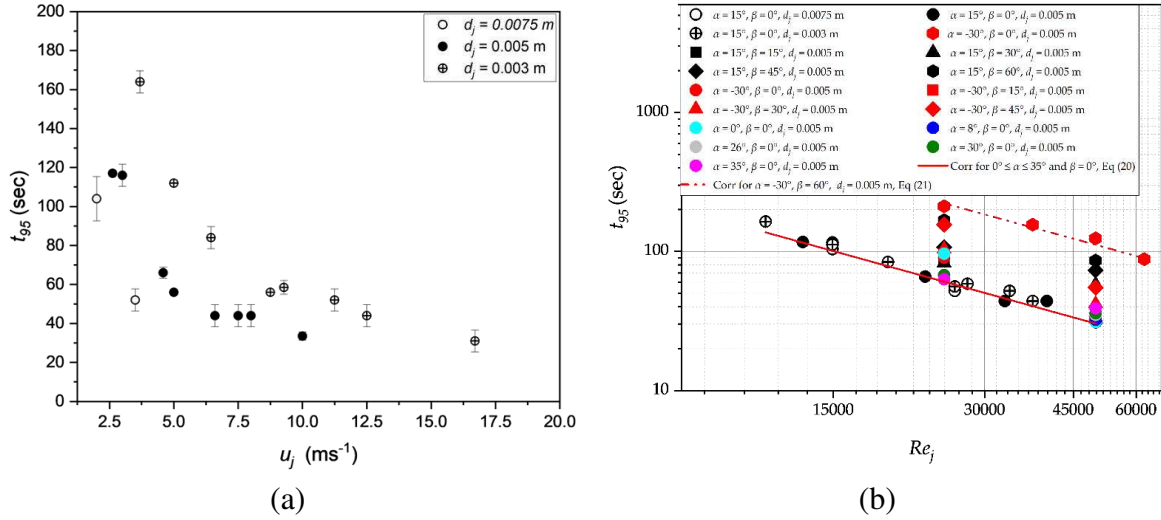 200
180
160
140
120
100
80
60
40
20
0
t95 (sec)
dj = 0.0075 m
dj = 0.005 m
dj = 0.003 m
2.5 5.0 7.5 10.0 12.5 15.0 17.5 20.0
uj (ms-1)
(a)
α = 15°, β = 0°, dj = 0.0075 m
α = 15°, β = 0°, dj = 0.005 m
α = 15°, β = 0°, dj = 0.003 m
α = -30°, β = 0°, dj = 0.005 m
α = 15°, β = 15°, dj = 0.005 m
α = 15°, β = 30°, dj = 0.005 m
α = 15°, β = 45°, dj = 0.005 m
α = 15°, β = 60°, dj = 0.005 m
α = -30°, β = 0°, dj = 0.005 m
α = -30°, β = 15°, dj = 0.005 m
α = -30°, β = 30°, dj = 0.005 m
α = -30°, β = 45°, dj = 0.005 m
α = 0°, β = 0°, dj = 0.005 m
α = 8°, β = 0°, dj = 0.005 m
α = 26°, β = 0°, dj = 0.005 m
α = 30°, β = 0°, dj = 0.005 m
α = 35°, β = 0°, dj = 0.005 m
Corr for 0° ≤ α ≤ 35° and β = 0°, Eq (20)
Corr for α = -30°, β = 60°, dj = 0.005 m, Eq (21)
1000
100
10
t95 (sec)
15000 30000 45000 60000
Rej
(b)